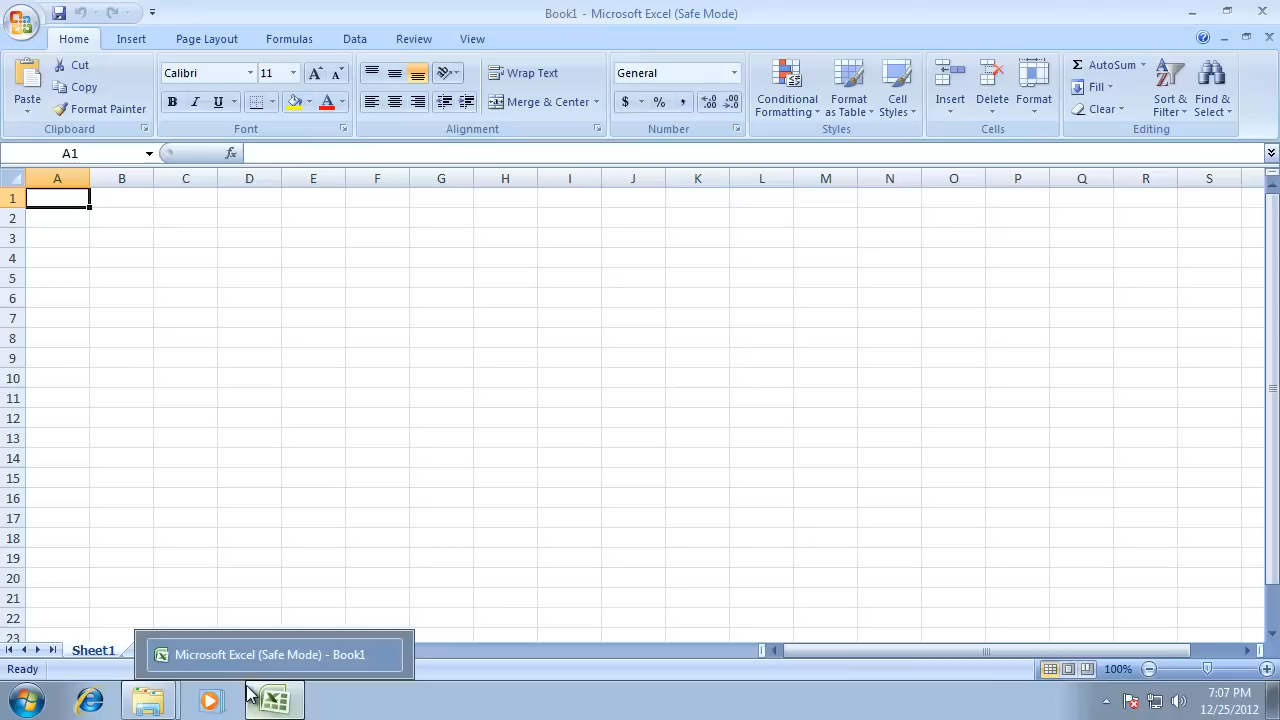 Book1 - Microsoft Excel (Safe Mode)
Home Insert Page Layout Formulas Data Review View
Paste
Cut
Copy
Format Painter
Clipboard
Calibri 11
B I U
A
Font
Wrap Text
Merge & Center
Alignment
General
$ % ,
Number
Conditional Formatting
Format as Table
Cell Styles
Styles
Insert
Delete
Format
Cells
Σ AutoSum
Fill
Clear
Sort & Filter
Find & Select
Editing
A1
fx
A B C D E F G H I J K L M N O P Q R S
1
2
3
4
5
6
7
8
9
10
11
12
13
14
15
16
17
18
19
20
21
22
23
Sheet1
Microsoft Excel (Safe Mode) - Book1
Ready
100%
7:07 PM
12/25/2012